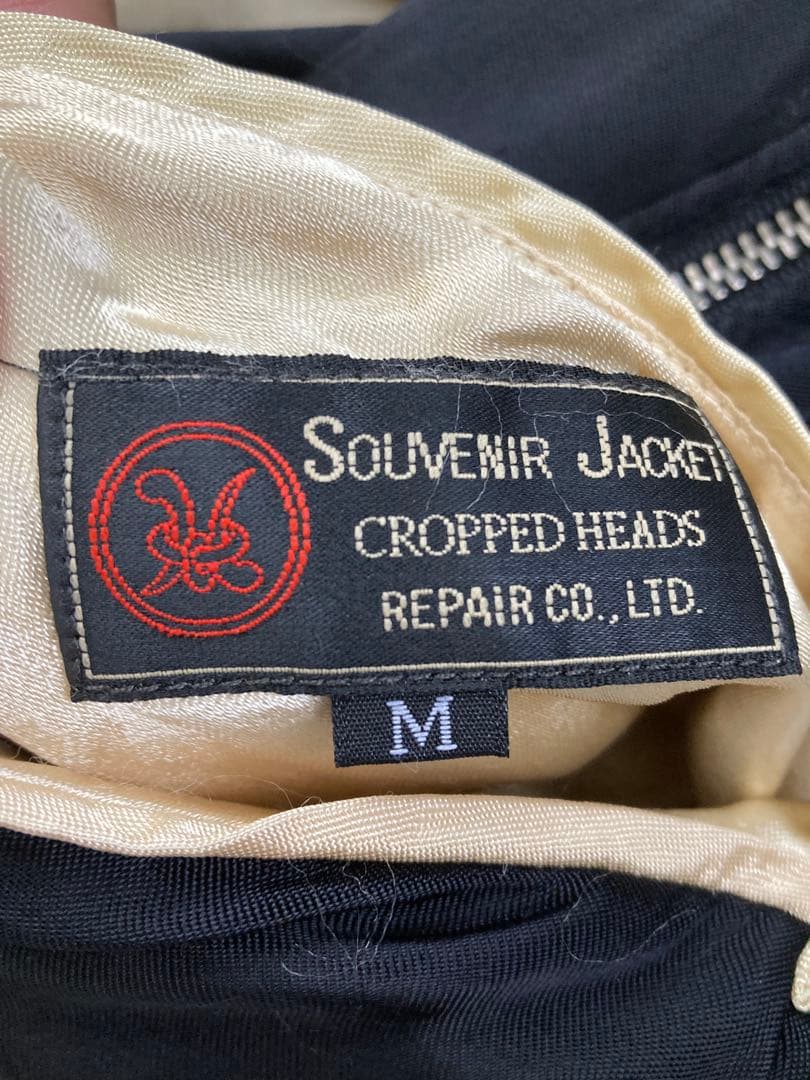 SOUVENIR JACKET
CROPPED HEADS
REPAIR CO., LTD.
M